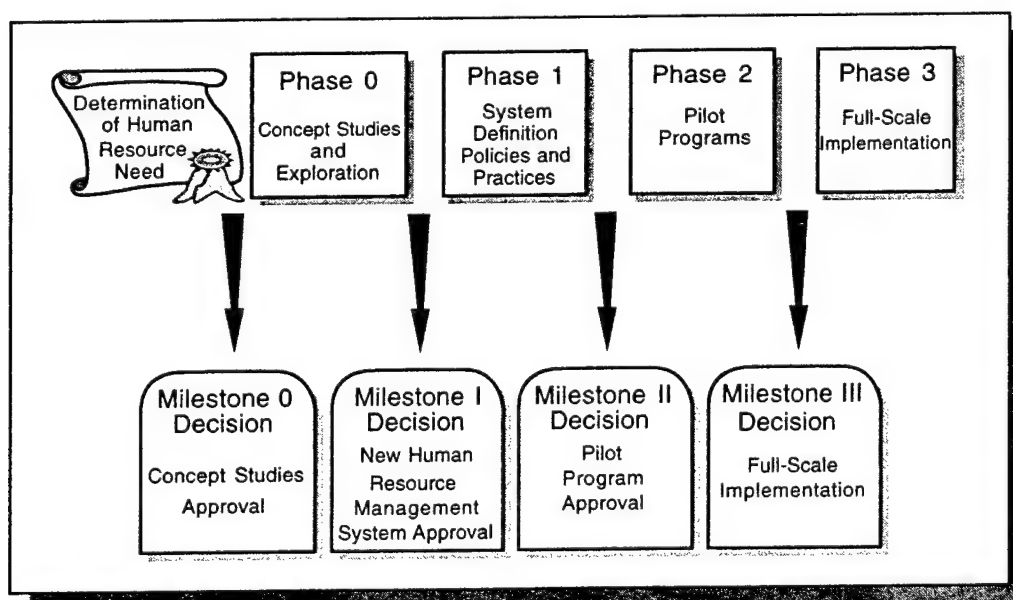 Determination
of Human
Resource
Need
Phase 0
Concept Studies
and
Exploration
Phase 1
System
Definition
Policies and
Practices
Phase 2
Pilot
Programs
Phase 3
Full-Scale
Implementation
Milestone 0
Decision
Concept Studies
Approval
Milestone I
Decision
New Human
Resource
Management
System Approval
Milestone II
Decision
Pilot
Program
Approval
Milestone III
Decision
Full-Scale
Implementation